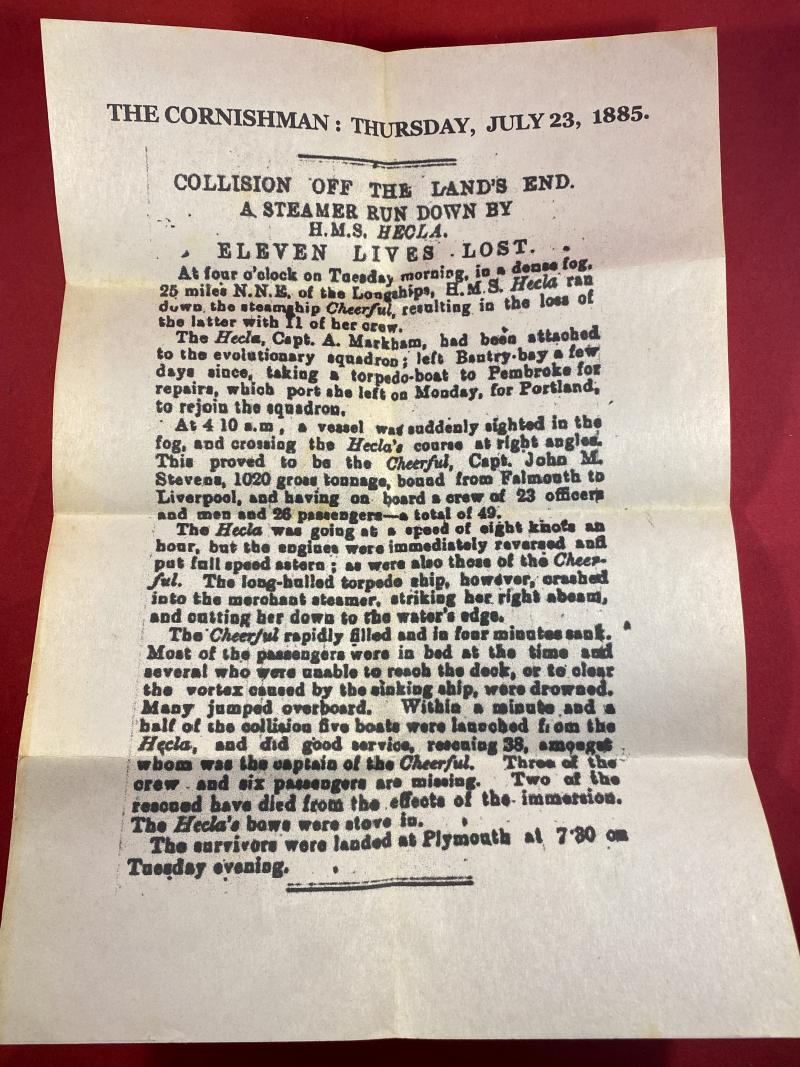 THE CORNISHMAN: THURSDAY, JULY 23, 1885.
COLLISION OFF THE LAND'S END.
A STEAMER RUN DOWN BY
H.M.S. HECLA.
ELEVEN LIVES LOST.
At four o'clock on Tuesday morning, in a dense fog,
25 miles N.N.E. of the Longships, H.M.S. Hecla ran
down the steamship Cheerful, resulting in the loss of
the latter with 11 of her crew.
The Hecla, Capt. A. Markham, had been attached
to the evolutionary squadron; left Bantry-bay a few
days since, taking a torpedo-boat to Pembroke for
repairs, which port she left on Monday, for Portland,
to rejoin the squadron.
At 4 10 a.m, a vessel was suddenly sighted in the
fog, and crossing the Hecla's course at right angles.
This proved to be the Cheerful, Capt. John M.
Stevens, 1020 gross tonnage, bound from Falmouth to
Liverpool, and having on board a crew of 23 officers
and men and 26 passengers—a total of 49.
The Hecla was going at a speed of eight knots an
hour, but the engines were immediately reversed and
put full speed astern; as were also those of the Cheer-
ful. The long-hulled torpedo ship, however, crashed
into the merchant steamer, striking her right abeam,
and cutting her down to the water's edge.
The Cheerful rapidly filled and in four minutes sank.
Most of the passengers were in bed at the time and
several who were unable to reach the deck, or to clear
the vortex caused by the sinking ship, were drowned.
Many jumped overboard. Within a minute and a
half of the collision five boats were launched from the
Hecla, and did good service, rescuing 38, amongst
whom was the captain of the Cheerful. Three of the
crew and six passengers are missing. Two of the
rescued have died from the effects of the immersion.
The Hecla's bows were stove in.
The survivors were landed at Plymouth at 7·30 on
Tuesday evening.